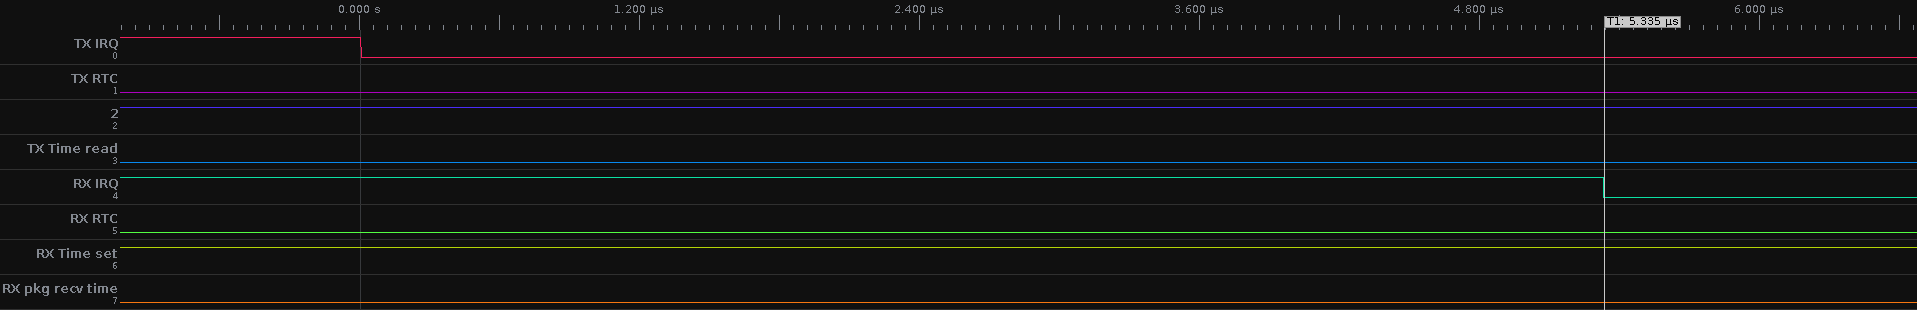 0.000 s 1.200 µs 2.400 µs 3.600 µs 4.800 µs 6.000 µs
T1: 5.335 µs
TX IRQ
0
TX RTC
1
2
2
TX Time read
3
RX IRQ
4
RX RTC
5
RX Time set
6
RX pkg recv time
7